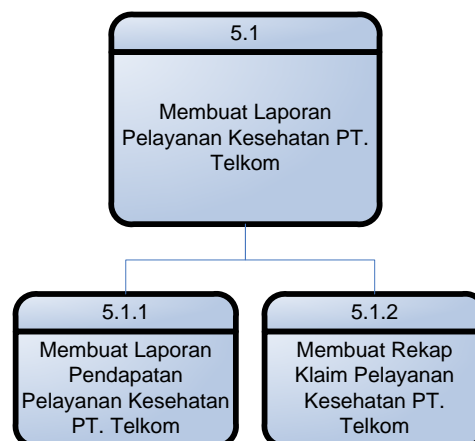 5.1
Membuat Laporan
Pelayanan Kesehatan PT.
Telkom
5.1.1
Membuat Laporan
Pendapatan
Pelayanan Kesehatan
PT. Telkom
5.1.2
Membuat Rekap
Klaim Pelayanan
Kesehatan PT.
Telkom